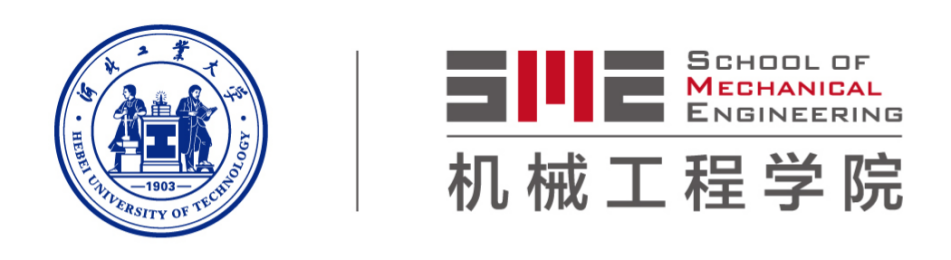 河北工业大学
HEBEI UNIVERSITY OF TECHNOLOGY
1903
SME
SCHOOL OF
MECHANICAL
ENGINEERING
机械工程学院